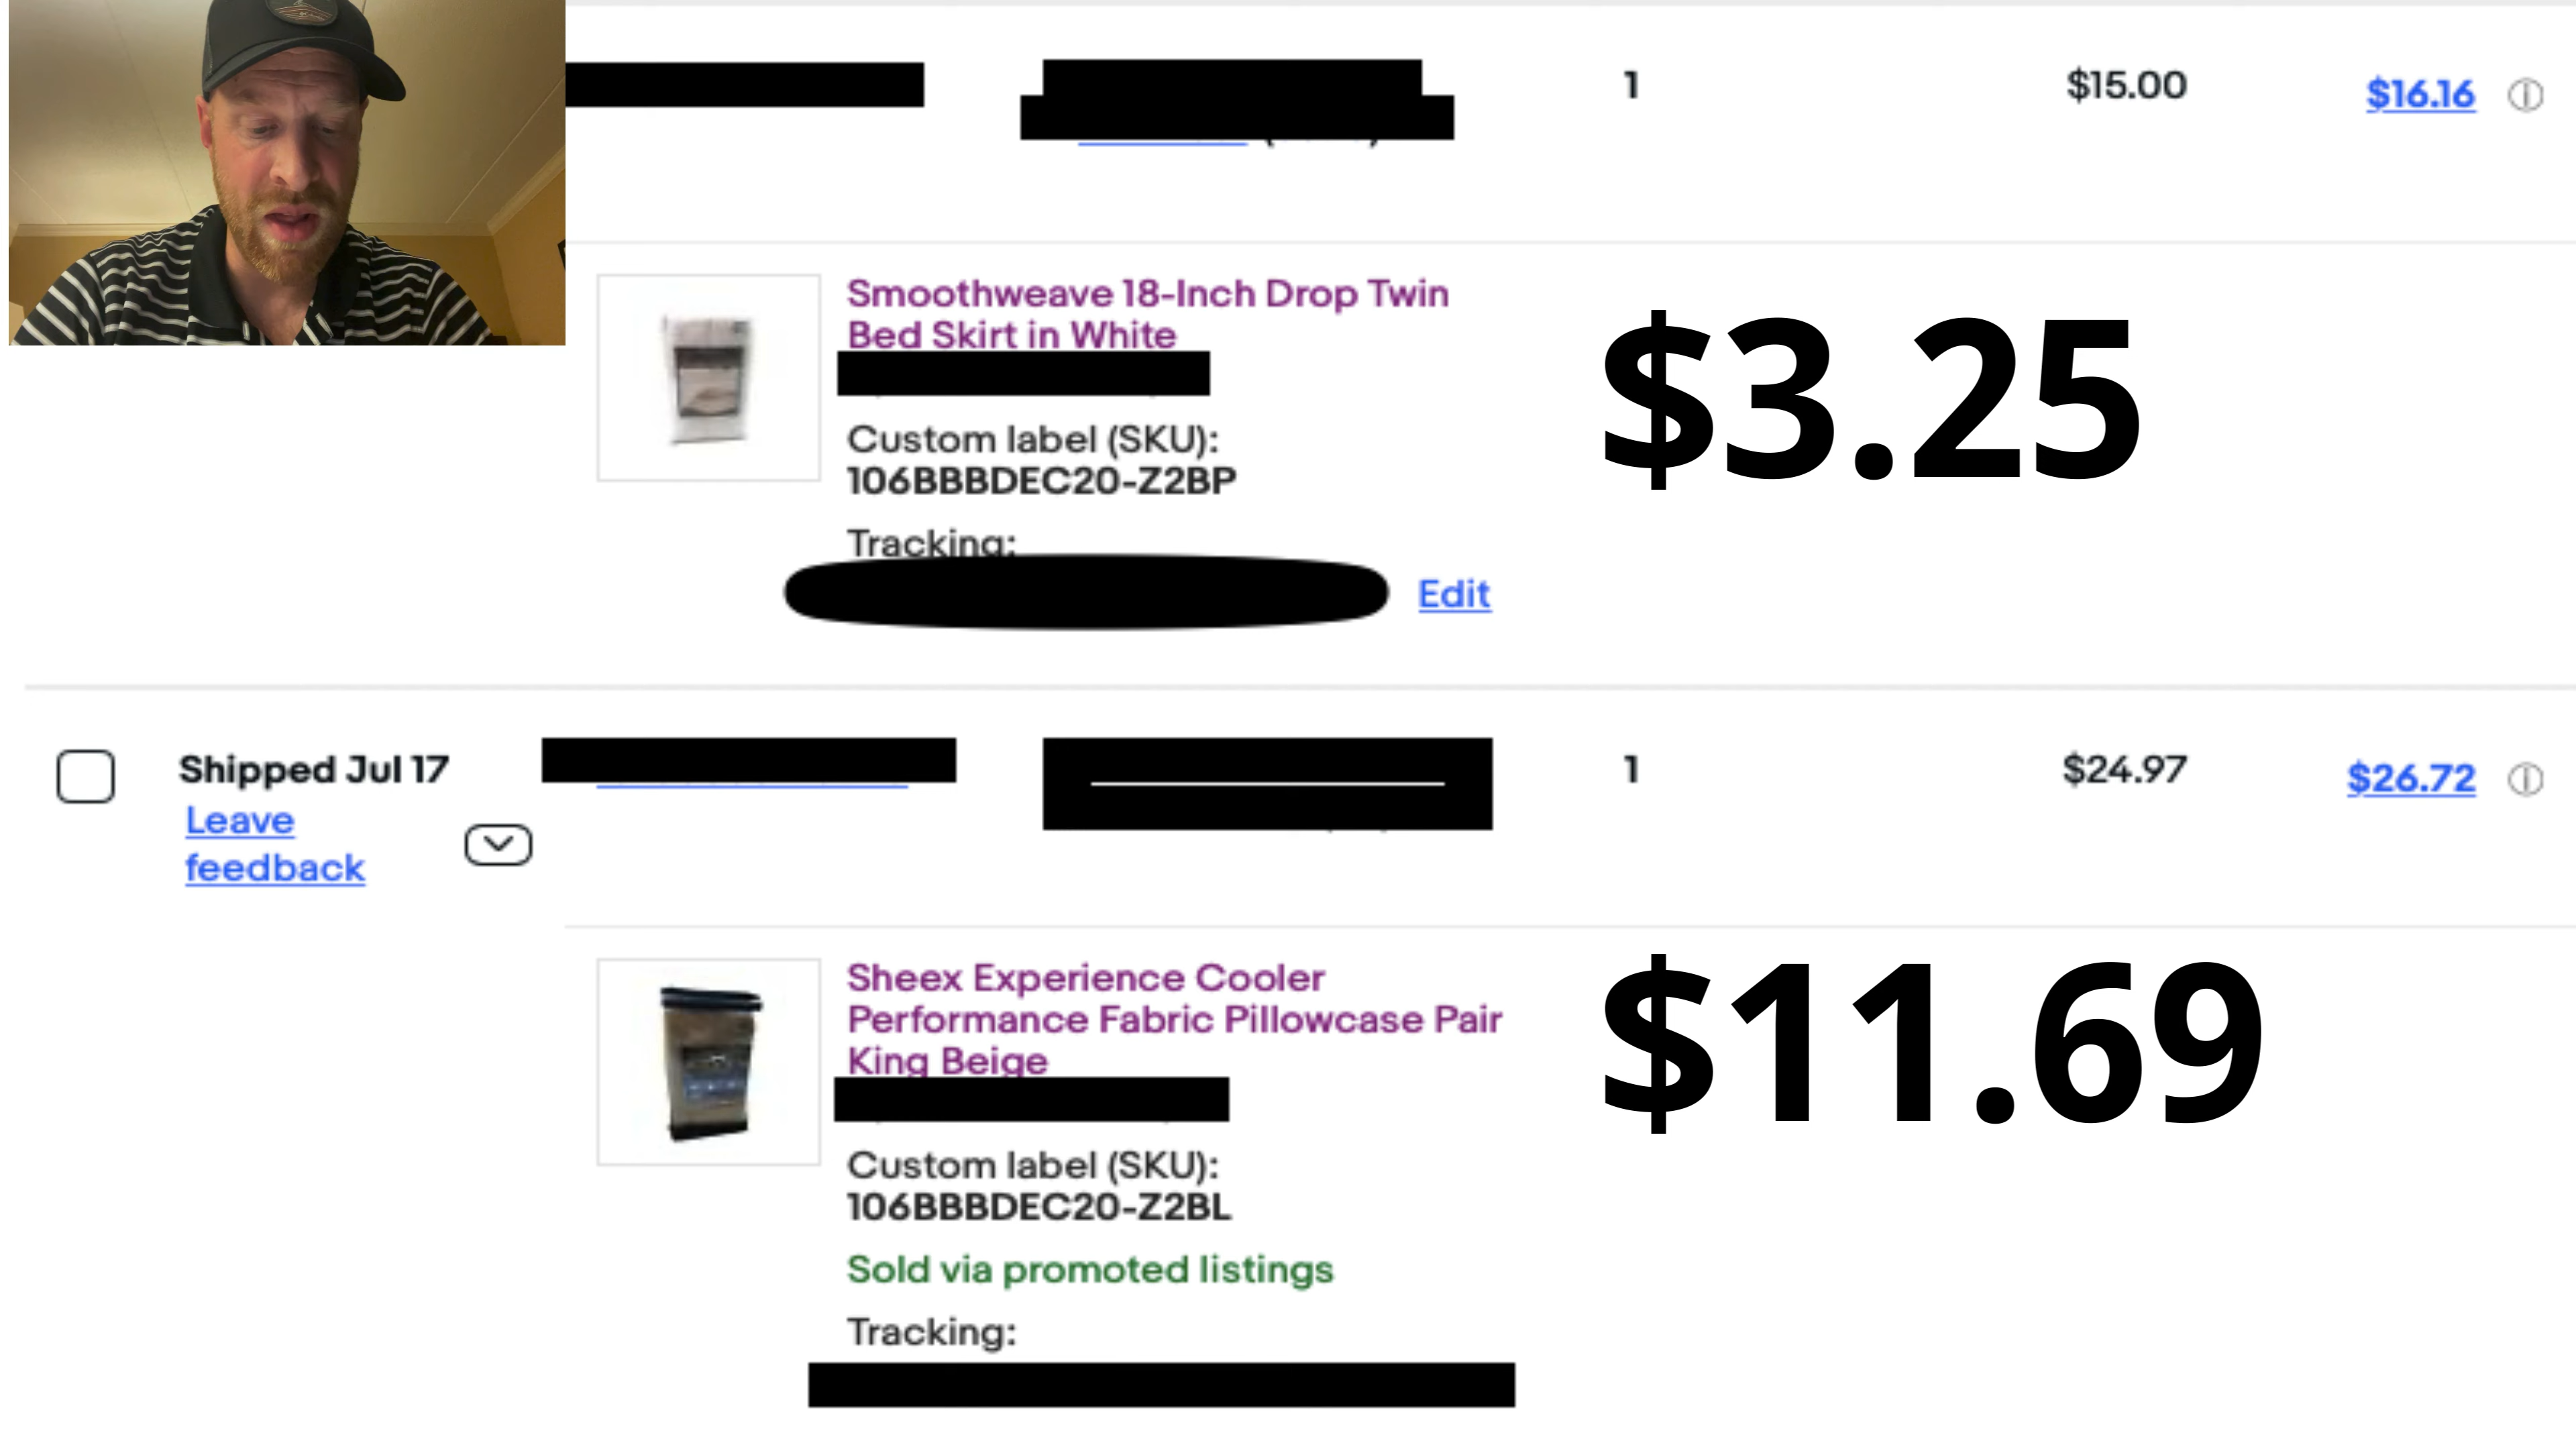 1 $15.00 $16.16
Smoothweave 18-Inch Drop Twin
Bed Skirt in White
$3.25
Custom label (SKU):
106BBBDEC20-Z2BP
Tracking:
Edit
Shipped Jul 17 1 $24.97 $26.72
Leave
feedback
Sheex Experience Cooler
Performance Fabric Pillowcase Pair
King Beige
$11.69
Custom label (SKU):
106BBBDEC20-Z2BL
Sold via promoted listings
Tracking: